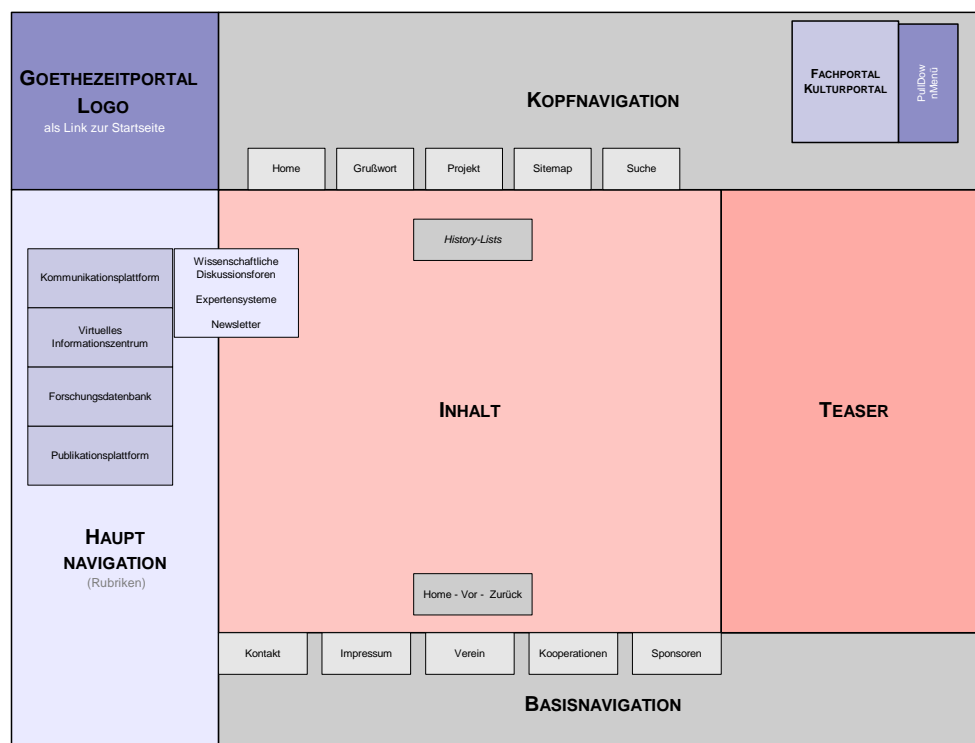 GOETHEZEITPORTAL
LOGO
als Link zur Startseite
KOPFNAVIGATION
FACHPORTAL
KULTURPORTAL
PullDow
nMenü
Home
Grußwort
Projekt
Sitemap
Suche
History-Lists
Kommunikationsplattform
Wissenschaftliche
Diskussionsforen
Expertensysteme
Newsletter
Virtuelles
Informationszentrum
Forschungsdatenbank
Publikationsplattform
INHALT
TEASER
HAUPT
NAVIGATION
(Rubriken)
Home - Vor - Zurück
Kontakt
Impressum
Verein
Kooperationen
Sponsoren
BASISNAVIGATION